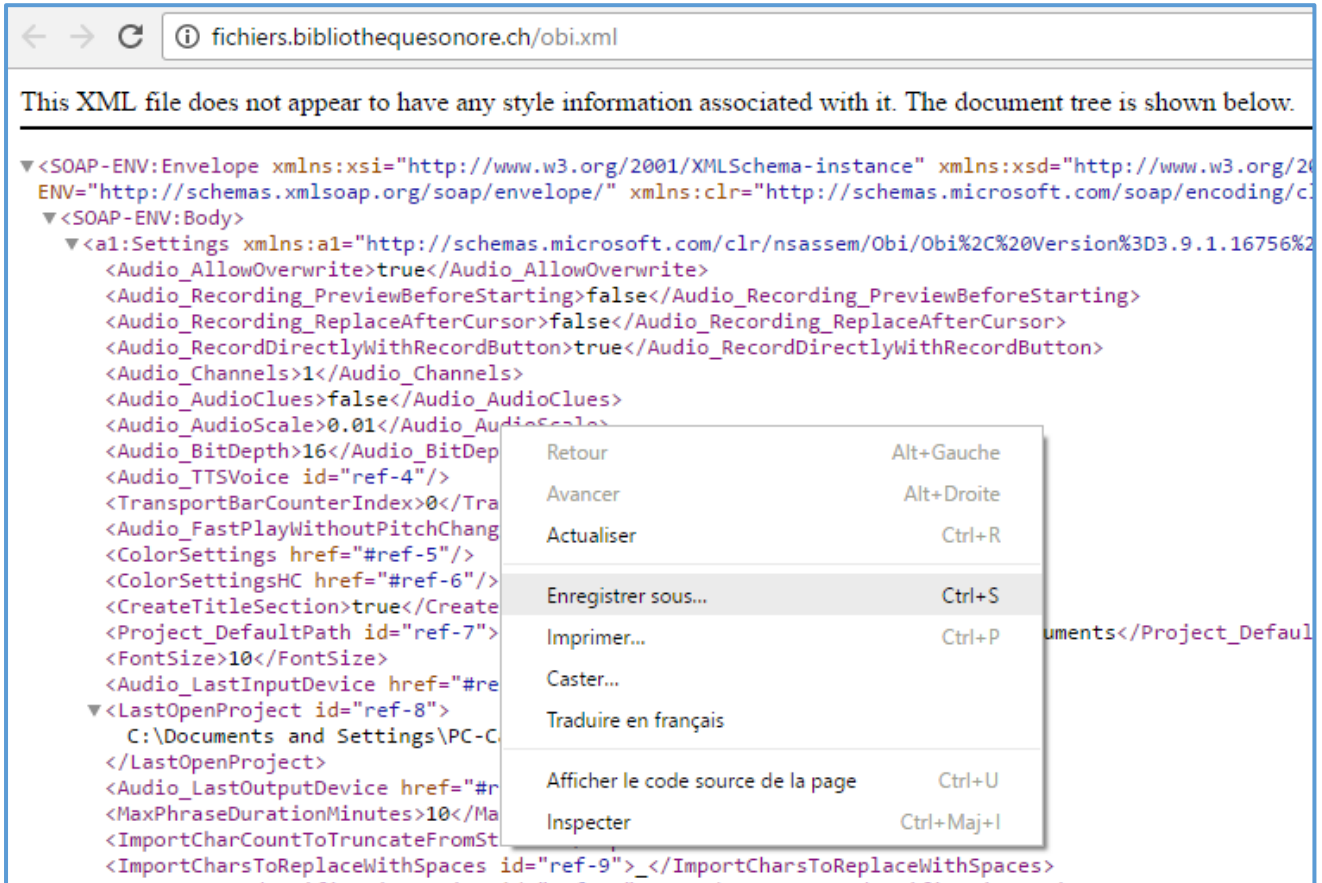 fichiers.bibliothequesonore.ch/obi.xml
This XML file does not appear to have any style information associated with it. The document tree is shown below.
▼<SOAP-ENV:Envelope xmlns:xsi="http://www.w3.org/2001/XMLSchema-instance" xmlns:xsd="http://www.w3.org/20
ENV="http://schemas.xmlsoap.org/soap/envelope/" xmlns:clr="http://schemas.microsoft.com/soap/encoding/c
▼<SOAP-ENV:Body>
▼<a1:Settings xmlns:a1="http://schemas.microsoft.com/clr/nsassem/Obi/Obi%2C%20Version%3D3.9.1.16756%2
<Audio_AllowOverwrite>true</Audio_AllowOverwrite>
<Audio_Recording_PreviewBeforeStarting>false</Audio_Recording_PreviewBeforeStarting>
<Audio_Recording_ReplaceAfterCursor>false</Audio_Recording_ReplaceAfterCursor>
<Audio_RecordDirectlyWithRecordButton>true</Audio_RecordDirectlyWithRecordButton>
<Audio_Channels>1</Audio_Channels>
<Audio_AudioClues>false</Audio_AudioClues>
<Audio_AudioScale>0.01</Audio_AudioScale>
<Audio_BitDepth>16</Audio_BitDep
<Audio_TTSVoice id="ref-4"/>
<TransportBarCounterIndex>0</Tra
<Audio_FastPlayWithoutPitchChang
<ColorSettings href="#ref-5"/>
<ColorSettingsHC href="#ref-6"/>
<CreateTitleSection>true</Create
<Project_DefaultPath id="ref-7"> uments</Project_Defaul
<FontSize>10</FontSize>
<Audio_LastInputDevice href="#re
▼<LastOpenProject id="ref-8">
C:\Documents and Settings\PC-C
</LastOpenProject>
<Audio_LastOutputDevice href="#r
<MaxPhraseDurationMinutes>10</Ma
<ImportCharCountToTruncateFromSt
<ImportCharsToReplaceWithSpaces id="ref-9">_</ImportCharsToReplaceWithSpaces>
Retour Alt+Gauche
Avancer Alt+Droite
Actualiser Ctrl+R
Enregistrer sous... Ctrl+S
Imprimer... Ctrl+P
Caster...
Traduire en français
Afficher le code source de la page Ctrl+U
Inspecter Ctrl+Maj+I